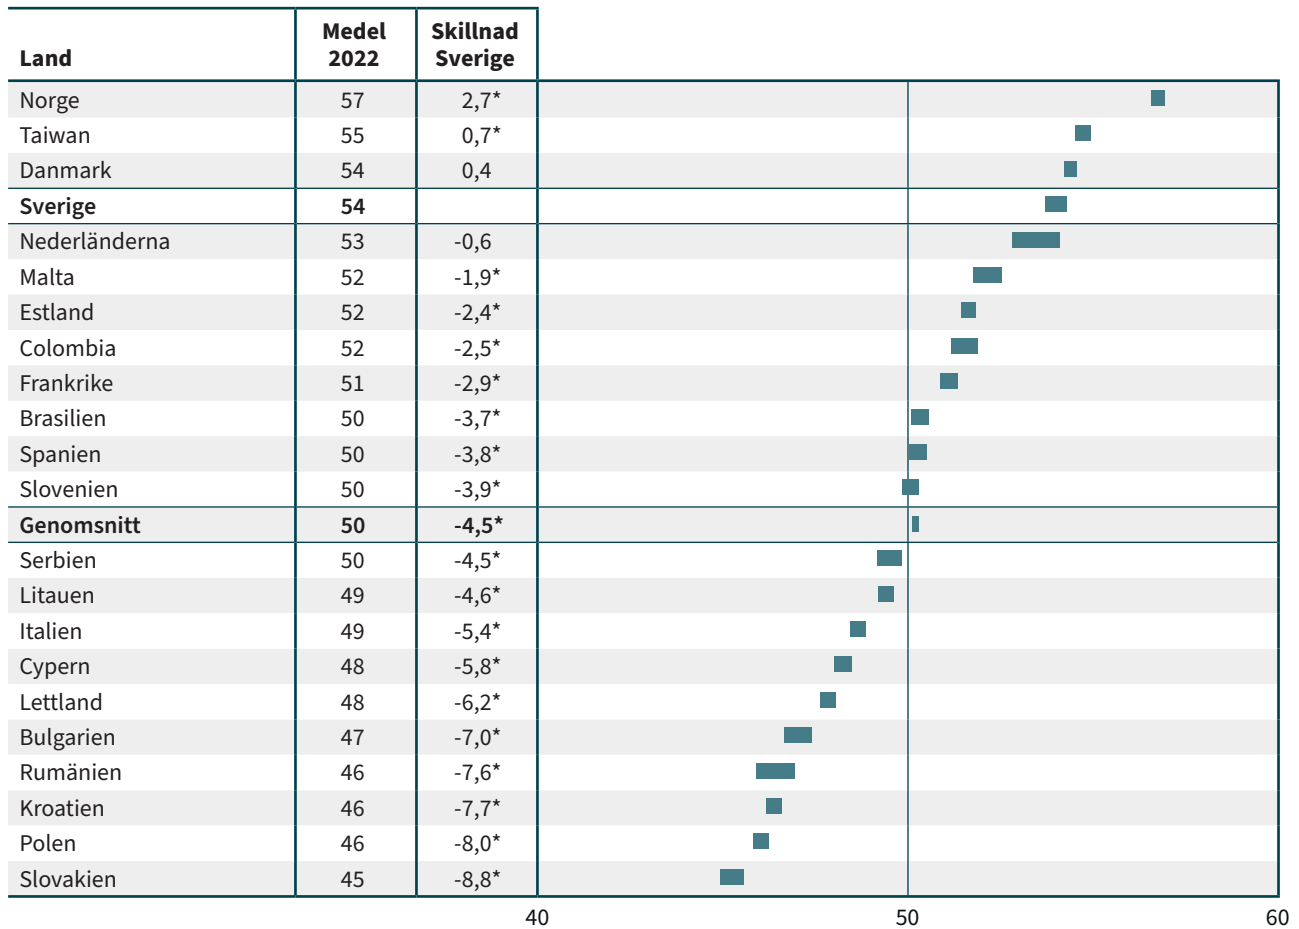 Land Medel 2022 Skillnad Sverige
Norge 57 2,7*
Taiwan 55 0,7*
Danmark 54 0,4
Sverige 54
Nederländerna 53 -0,6
Malta 52 -1,9*
Estland 52 -2,4*
Colombia 52 -2,5*
Frankrike 51 -2,9*
Brasilien 50 -3,7*
Spanien 50 -3,8*
Slovenien 50 -3,9*
Genomsnitt 50 -4,5*
Serbien 50 -4,5*
Litauen 49 -4,6*
Italien 49 -5,4*
Cypern 48 -5,8*
Lettland 48 -6,2*
Bulgarien 47 -7,0*
Rumänien 46 -7,6*
Kroatien 46 -7,7*
Polen 46 -8,0*
Slovakien 45 -8,8*
40 50 60